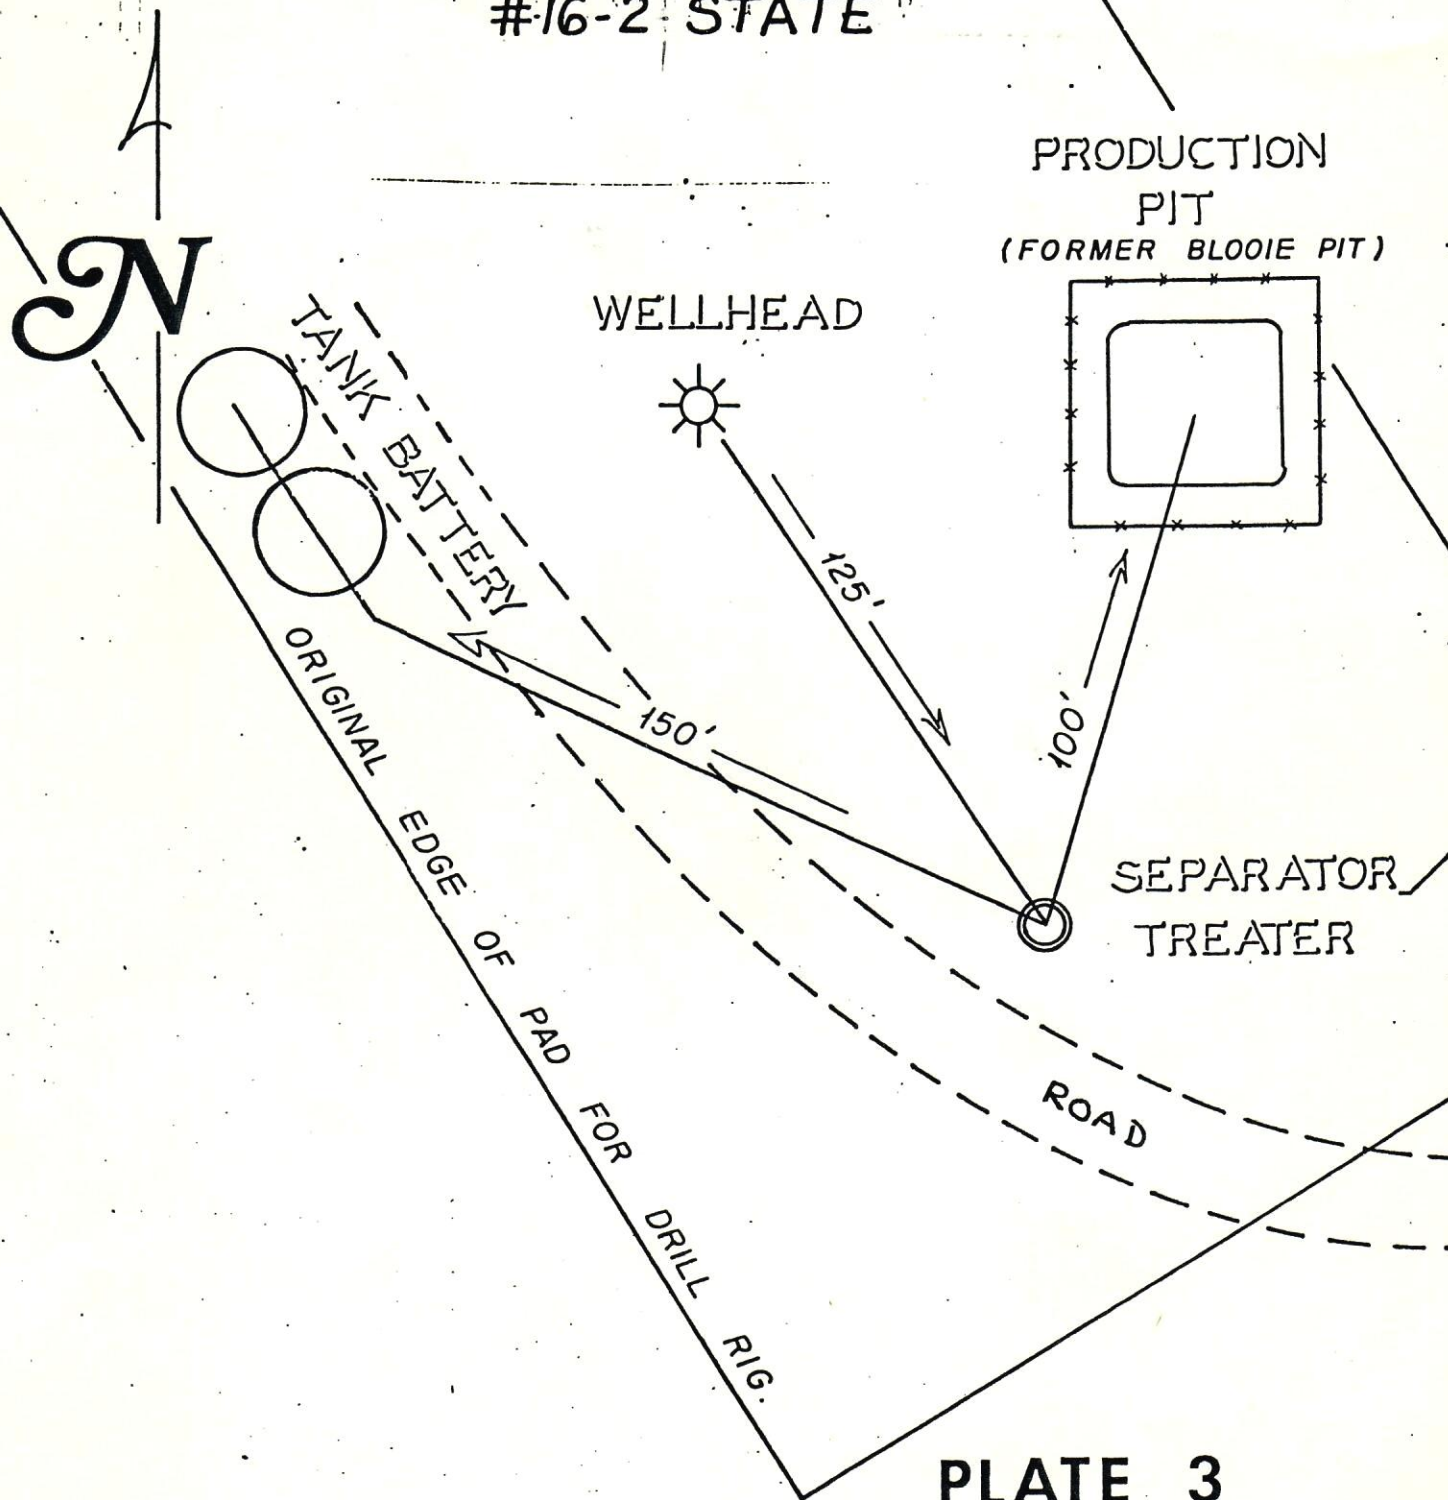 #16-2 STATE
N
PRODUCTION
PIT
(FORMER BLOOIE PIT)
WELLHEAD
TANK BATTERY
125'
150'
100'
SEPARATOR
TREATER
ORIGINAL EDGE OF PAD FOR DRILL RIG.
ROAD
PLATE 3